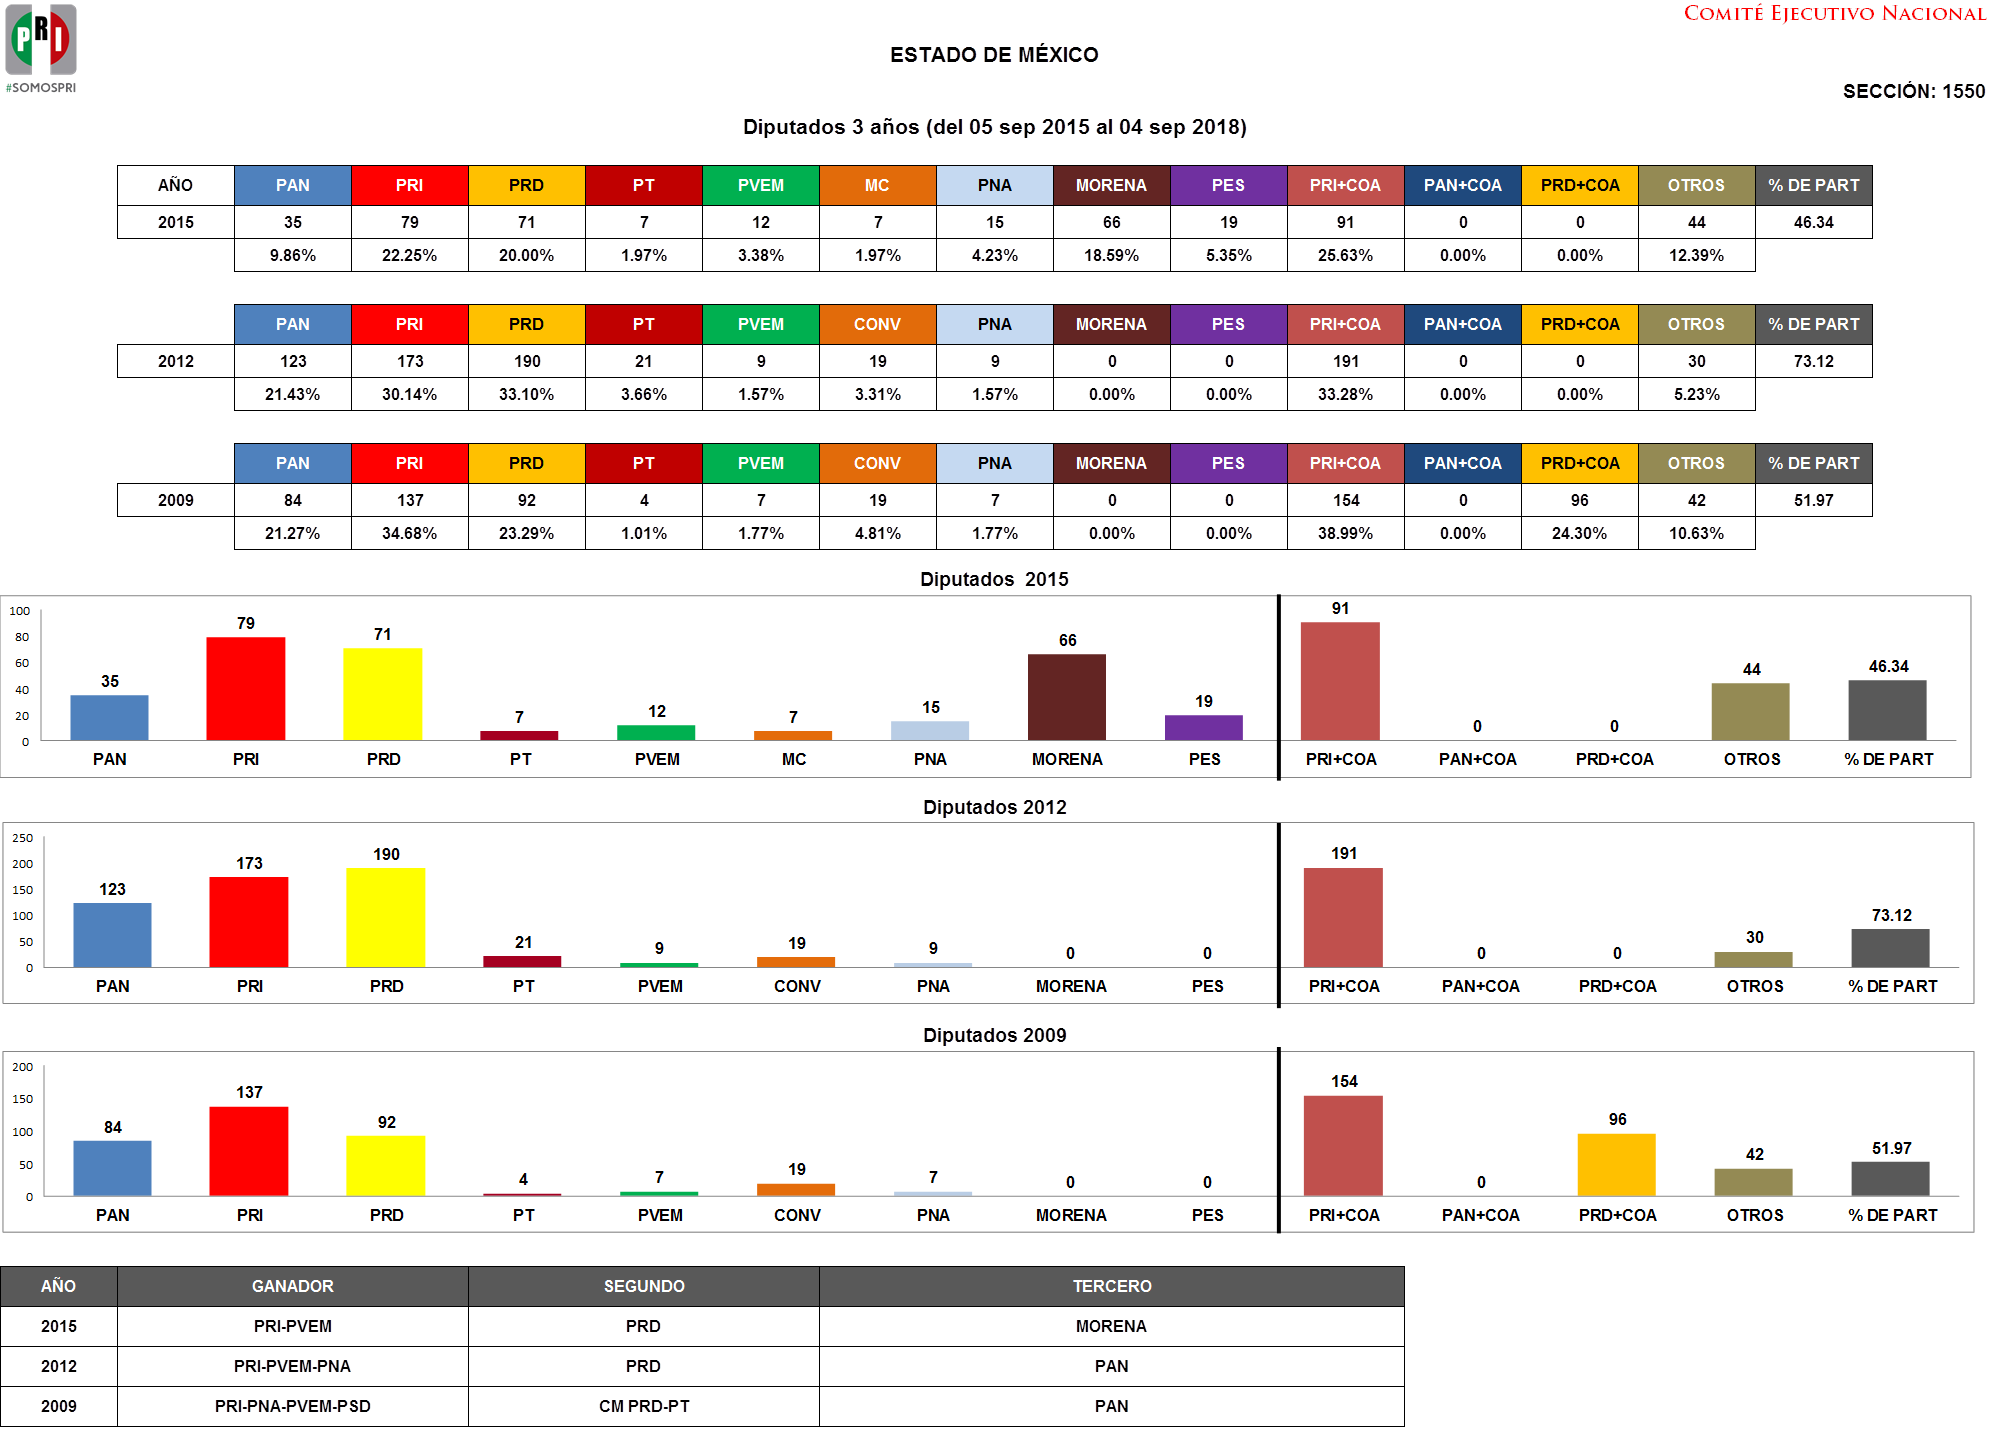 PRI
#SOMOSPRI
COMITÉ EJECUTIVO NACIONAL
ESTADO DE MÉXICO
SECCIÓN: 1550
Diputados 3 años (del 05 sep 2015 al 04 sep 2018)
AÑO PAN PRI PRD PT PVEM MC PNA MORENA PES PRI+COA PAN+COA PRD+COA OTROS % DE PART
2015 35 79 71 7 12 7 15 66 19 91 0 0 44 46.34
9.86% 22.25% 20.00% 1.97% 3.38% 1.97% 4.23% 18.59% 5.35% 25.63% 0.00% 0.00% 12.39%
PAN PRI PRD PT PVEM CONV PNA MORENA PES PRI+COA PAN+COA PRD+COA OTROS % DE PART
2012 123 173 190 21 9 19 9 0 0 191 0 0 30 73.12
21.43% 30.14% 33.10% 3.66% 1.57% 3.31% 1.57% 0.00% 0.00% 33.28% 0.00% 0.00% 5.23%
PAN PRI PRD PT PVEM CONV PNA MORENA PES PRI+COA PAN+COA PRD+COA OTROS % DE PART
2009 84 137 92 4 7 19 7 0 0 154 0 96 42 51.97
21.27% 34.68% 23.29% 1.01% 1.77% 4.81% 1.77% 0.00% 0.00% 38.99% 0.00% 24.30% 10.63%
Diputados 2015
100
80
60
40
20
0
35 79 71 7 12 7 15 66 19 91 0 0 44 46.34
PAN PRI PRD PT PVEM MC PNA MORENA PES PRI+COA PAN+COA PRD+COA OTROS % DE PART
Diputados 2012
250
200
150
100
50
0
123 173 190 21 9 19 9 0 0 191 0 0 30 73.12
PAN PRI PRD PT PVEM CONV PNA MORENA PES PRI+COA PAN+COA PRD+COA OTROS % DE PART
Diputados 2009
200
150
100
50
0
84 137 92 4 7 19 7 0 0 154 0 96 42 51.97
PAN PRI PRD PT PVEM CONV PNA MORENA PES PRI+COA PAN+COA PRD+COA OTROS % DE PART
AÑO GANADOR SEGUNDO TERCERO
2015 PRI-PVEM PRD MORENA
2012 PRI-PVEM-PNA PRD PAN
2009 PRI-PNA-PVEM-PSD CM PRD-PT PAN